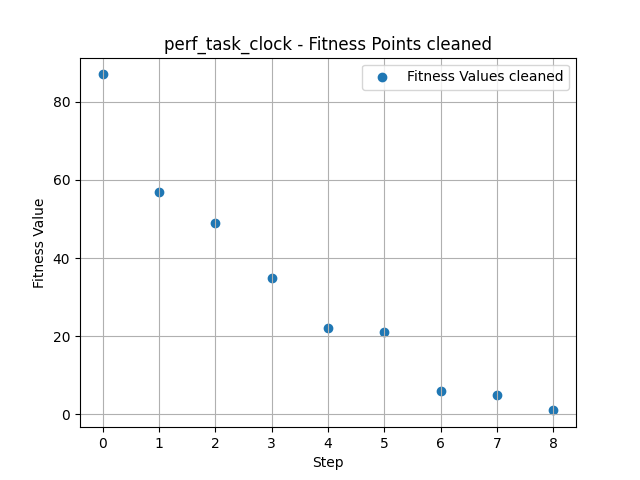 perf_task_clock - Fitness Points cleaned
Fitness Values cleaned
Fitness Value
80
60
40
20
0
0 1 2 3 4 5 6 7 8
Step